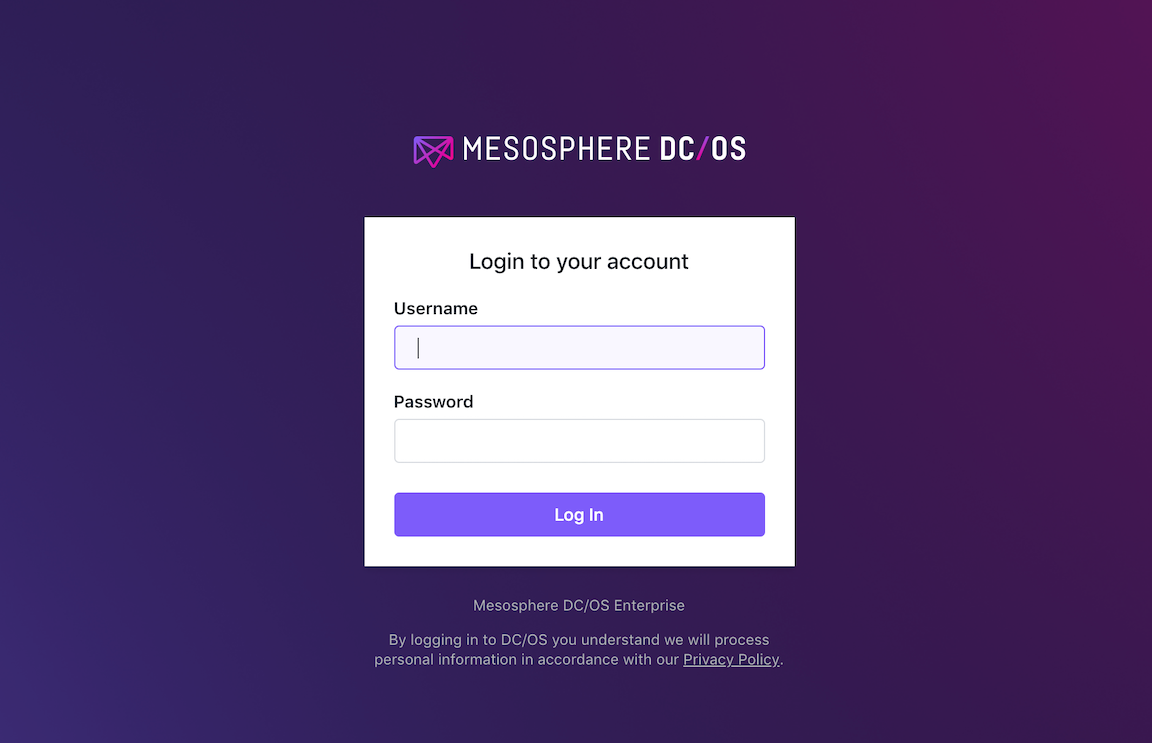 MESOSPHERE DC/OS
Login to your account
Username
Password
Log In
Mesosphere DC/OS Enterprise
By logging in to DC/OS you understand we will process
personal information in accordance with our Privacy Policy.